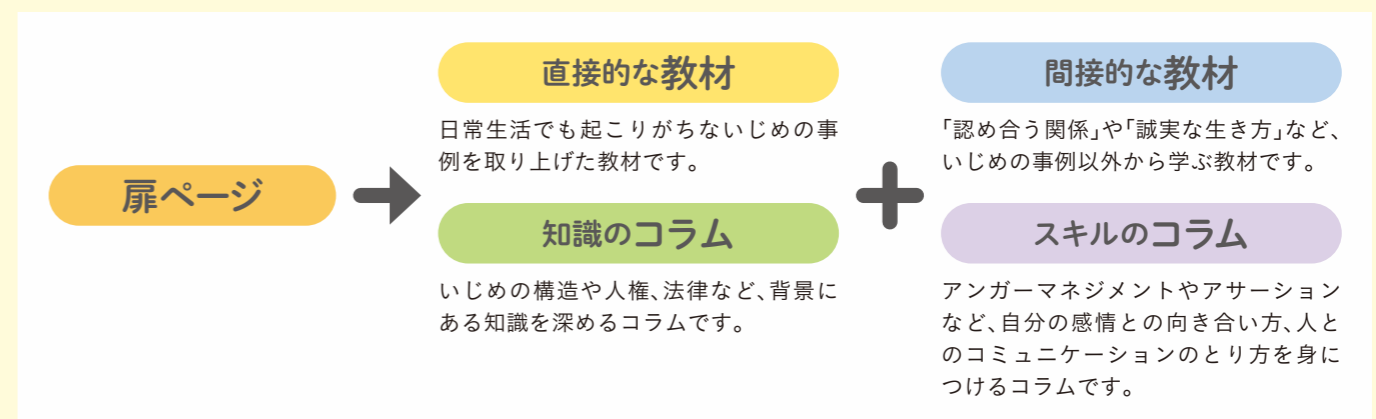 扉ページ
直接的な教材
日常生活でも起こりがちないじめの事
例を取り上げた教材です。
知識のコラム
いじめの構造や人権、法律など、背景に
ある知識を深めるコラムです。
間接的な教材
「認め合う関係」や「誠実な生き方」など、
いじめの事例以外から学ぶ教材です。
スキルのコラム
アンガーマネジメントやアサーション
など、自分の感情との向き合い方、人と
のコミュニケーションのとり方を身に
つけるコラムです。